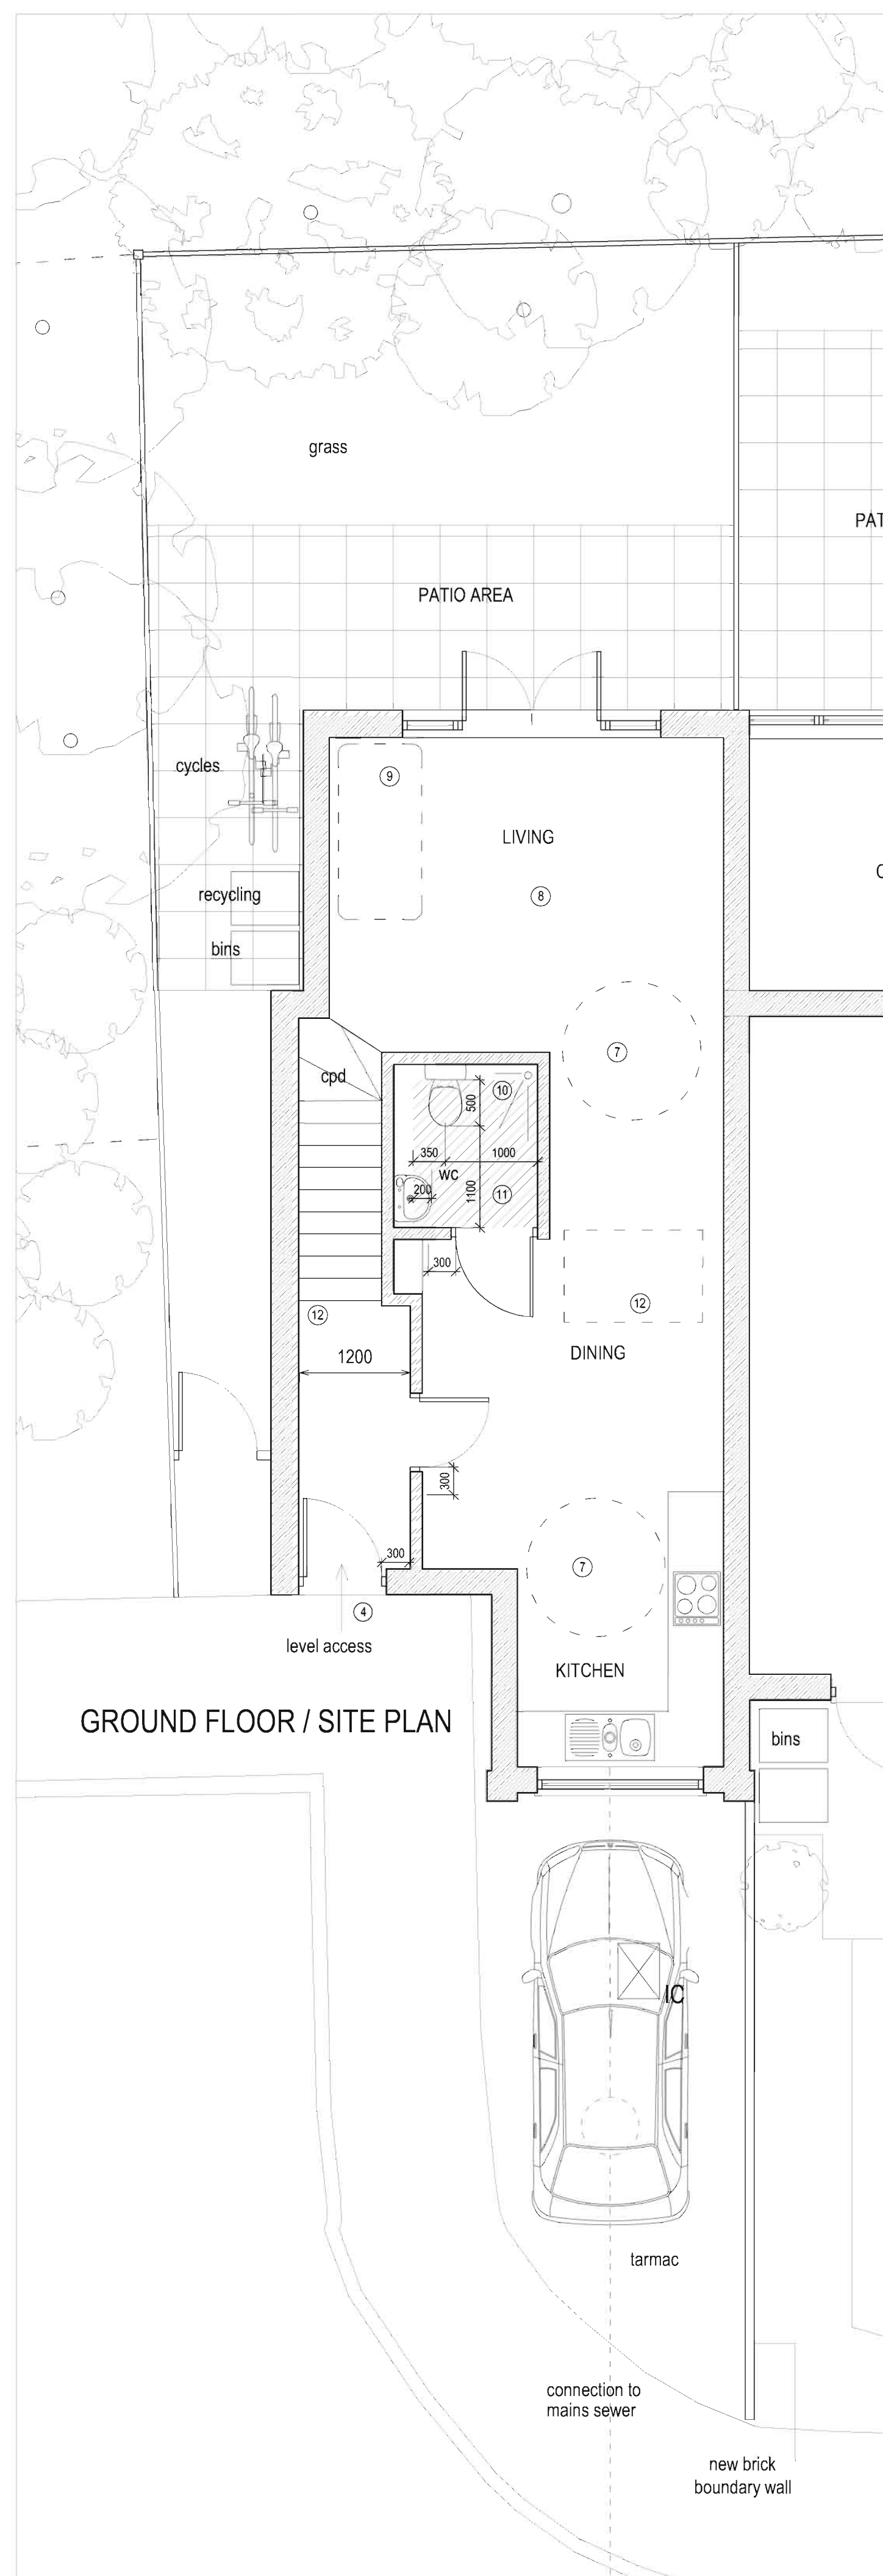 grass
PAT
PATIO AREA
cycles
9
LIVING
8
C
recycling
bins
7
cpd
10
500
350
1000
WC
200
1100
11
300
12
12
1200
DINING
300
300
7
4
level access
KITCHEN
GROUND FLOOR / SITE PLAN
bins
IC
tarmac
connection to
mains sewer
new brick
boundary wall